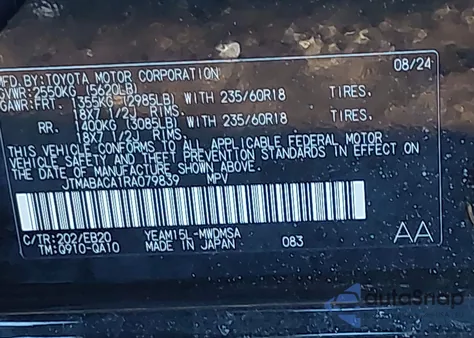 MFD.BY:TOYOTA MOTOR CORPORATION 08/24
GVWR:2550KG (5620LB)
GAWR:FRT. 1355KG (2985LB) WITH 235/60R18 TIRES.
18X7 1/2J RIMS.
RR. 1400KG (3085LB) WITH 235/60R18 TIRES.
18X7 1/2J RIMS.
THIS VEHICLE CONFORMS TO ALL APPLICABLE FEDERAL MOTOR
VEHICLE SAFETY AND THEFT PREVENTION STANDARDS IN EFFECT ON
THE DATE OF MANUFACTURE SHOWN ABOVE.
JTMABACA1RA079839 MPV
C/TR:202/EB20 YEAM15L-MWDMSA
TM:Q910-QA10 MADE IN JAPAN 083 AA
autoSnap